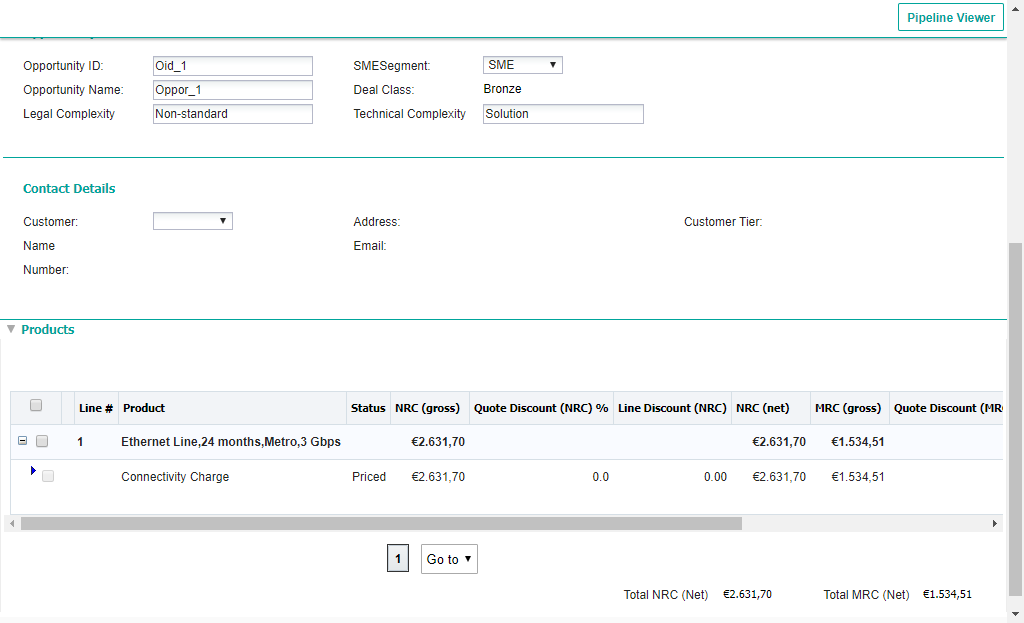 Pipeline Viewer
Opportunity ID: Oid_1 SMESegment: SME
Opportunity Name: Oppor_1 Deal Class: Bronze
Legal Complexity Non-standard Technical Complexity Solution
Contact Details
Customer: Address: Customer Tier:
Name Email:
Number:
Products
Line # Product Status NRC (gross) Quote Discount (NRC) % Line Discount (NRC) NRC (net) MRC (gross) Quote Discount (MR
1 Ethernet Line,24 months,Metro,3 Gbps €2.631,70 €2.631,70 €1.534,51
Connectivity Charge Priced €2.631,70 0.0 0.00 €2.631,70 €1.534,51
1 Go to
Total NRC (Net) €2.631,70 Total MRC (Net) €1.534,51